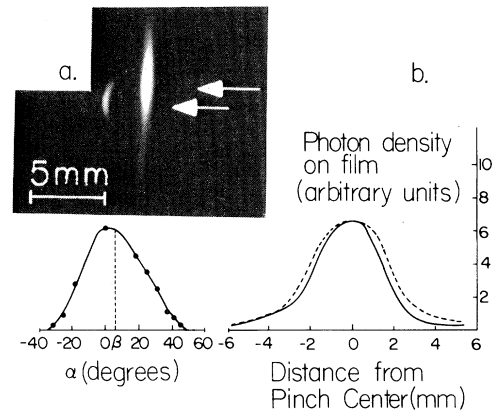 a.
b.
5mm
Photon density
on film
(arbitrary units)
10
8
6
4
2
-40 -20 0 β 20 40 60
α (degrees)
-6 -4 -2 0 2 4 6
Distance from
Pinch Center(mm)